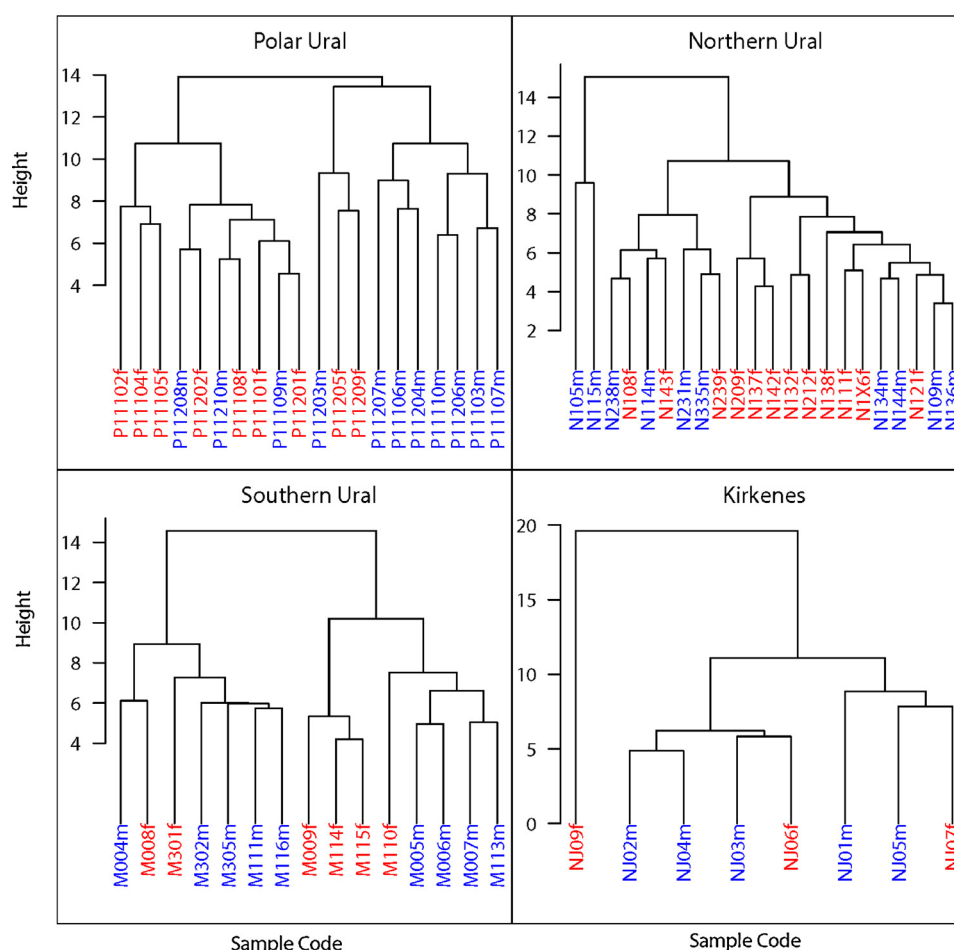 Polar Ural
Northern Ural
Height
14
12
10
8
6
4
14
12
10
8
6
4
2
P11102f P11104f P11105f P11208m P11202f P11210m P11108f P11101f P11109m P11201f P11203m P11205f P11209f P11207m P11106m P11204m P11110m P11206m P11103m P11107m
N105m N115m N238m N108f N114m N143f N231m N335m N239f N209f N137f N142f N132f N212f N138f N111f N1X6f N134m N144m N121f N109m N136m
Southern Ural
Kirkenes
Height
14
12
10
8
6
4
20
15
10
5
0
M004m M008f M301f M302m M305m M111m M116m M009f M114f M115f M110f M005m M006m M007m M113m
NJ09f NJ02m NJ04m NJ03m NJ06f NJ01m NJ05m NJ07f
Sample Code
Sample Code